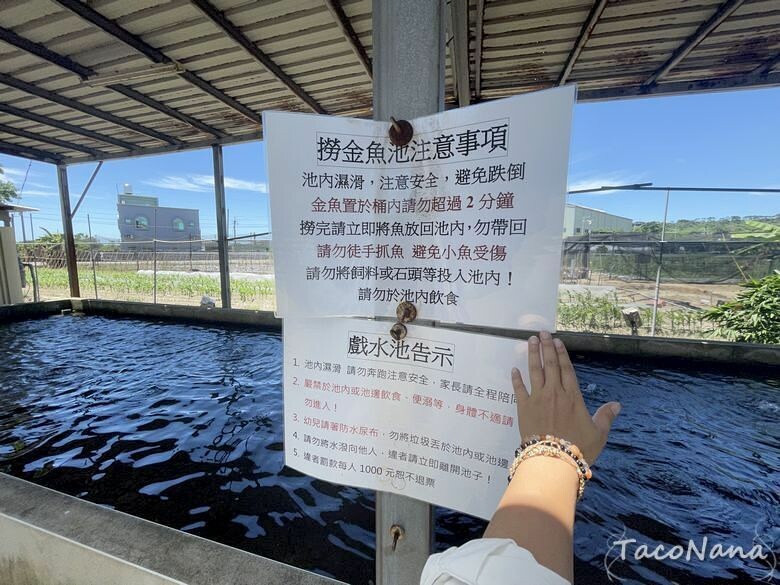 撈金魚池注意事項
池內濕滑，注意安全，避免跌倒
金魚置於桶內請勿超過 2 分鐘
撈完請立即將魚放回池內，勿帶回
請勿徒手抓魚 避免小魚受傷
請勿將飼料或石頭等投入池內！
請勿於池內飲食
戲水池告示
1. 池內濕滑 請勿奔跑注意安全，家長請全程陪同
2. 嚴禁於池內或池邊飲食、便溺等，身體不適請
勿進入！
3. 幼兒請著防水尿布，勿將垃圾丟於池內或池邊
4. 請勿將水潑向他人，違者請立即離開池子！
5. 違者罰款每人 1000 元恕不退票
TacoNana